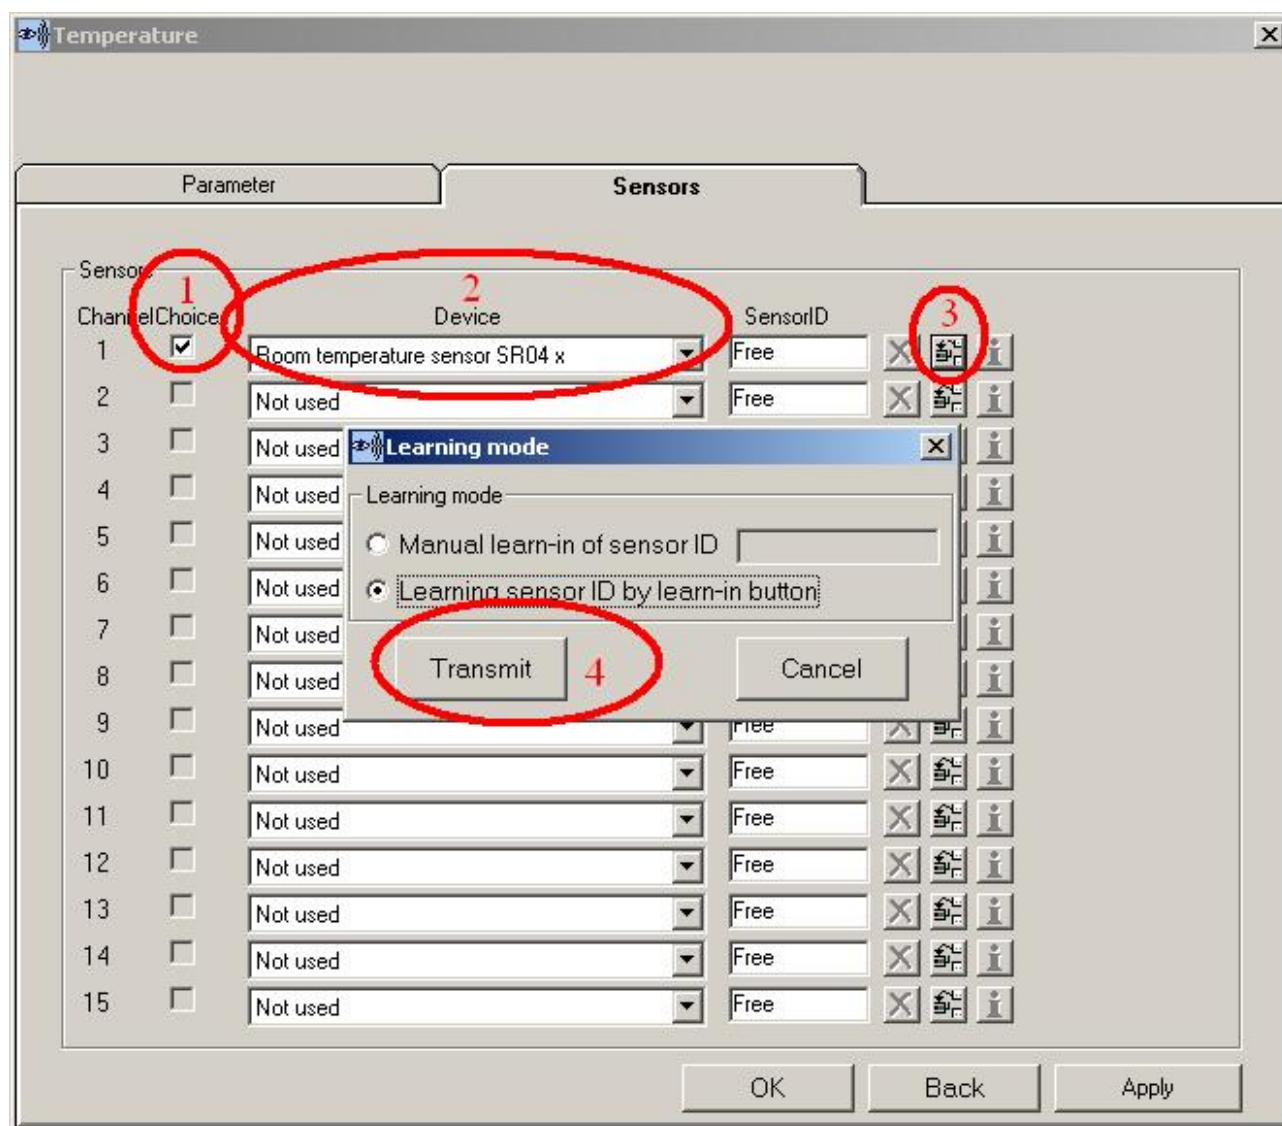 Temperature
Parameter Sensors
Sensors
1 2 3
Channel Choice Device SensorID
1 Room temperature sensor SR04 x Free
2 Not used Free
3 Not used
Learning mode
4 Not used
Learning mode
5 Not used
Manual learn-in of sensor ID
6 Not used
Learning sensor ID by learn-in button
7 Not used
8 Not used
Transmit 4 Cancel
9 Not used Free
10 Not used Free
11 Not used Free
12 Not used Free
13 Not used Free
14 Not used Free
15 Not used Free
OK Back Apply